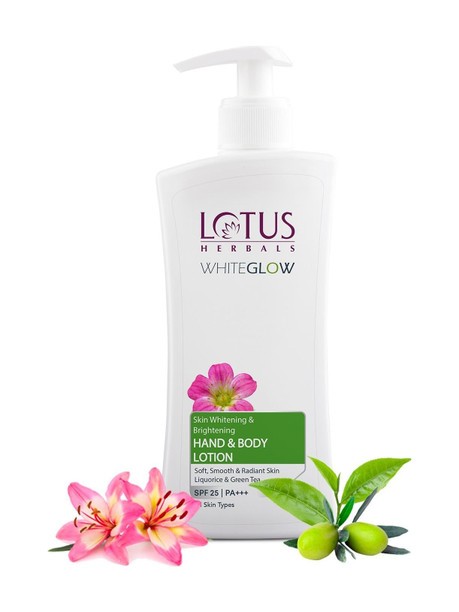 LOTUS
HERBALS
WHITEGLOW
Skin Whitening &
Brightening
HAND & BODY
LOTION
Soft, Smooth & Radiant Skin
Liquorice & Green Tea
SPF 25 | PA+++
Skin Types